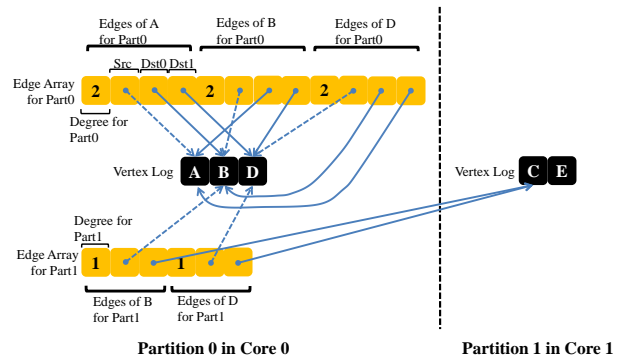 Edges of A
for Part0
Edges of B
for Part0
Edges of D
for Part0
Src Dst0 Dst1
Edge Array
for Part0
2 2 2
Degree for
Part0
Vertex Log
A B D
Vertex Log
C E
Degree for
Part1
Edge Array
for Part1
1 1
Edges of B
for Part1
Edges of D
for Part1
Partition 0 in Core 0
Partition 1 in Core 1